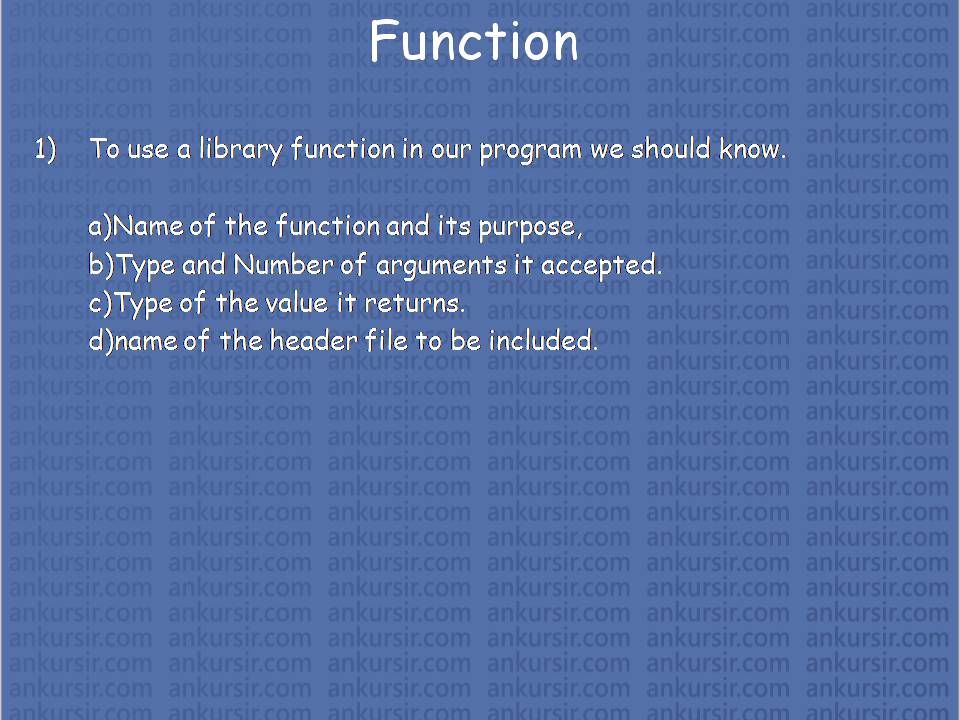 Function
1) To use a library function in our program we should know.
a)Name of the function and its purpose,
b)Type and Number of arguments it accepted.
c)Type of the value it returns.
d)name of the header file to be included.
ankursir.com